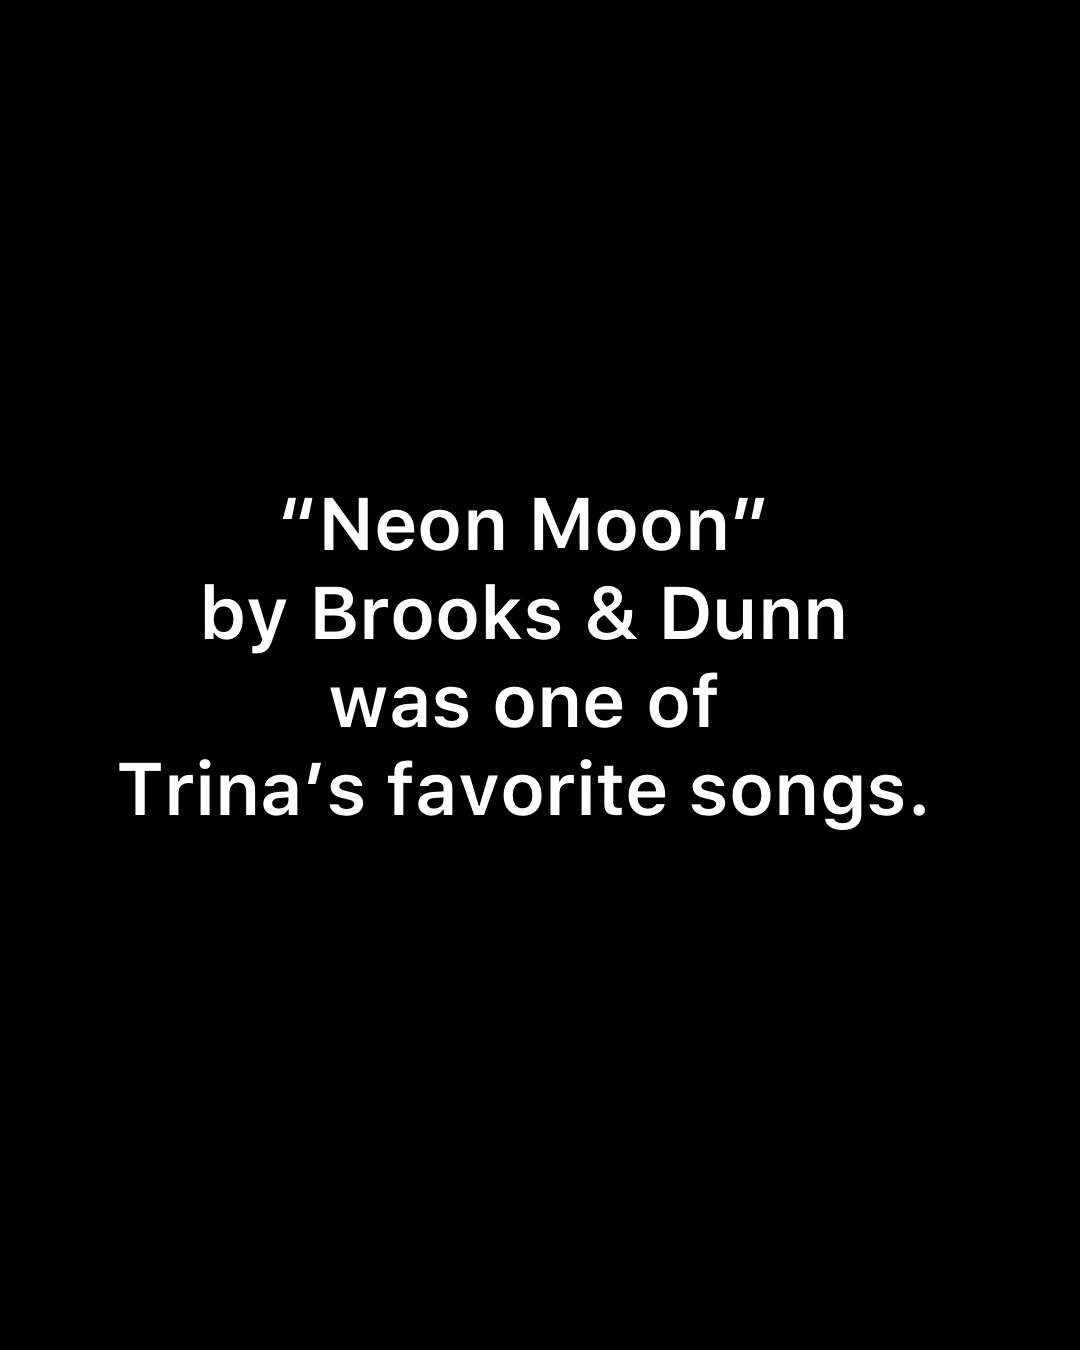 “Neon Moon”
by Brooks & Dunn
was one of
Trina’s favorite songs.